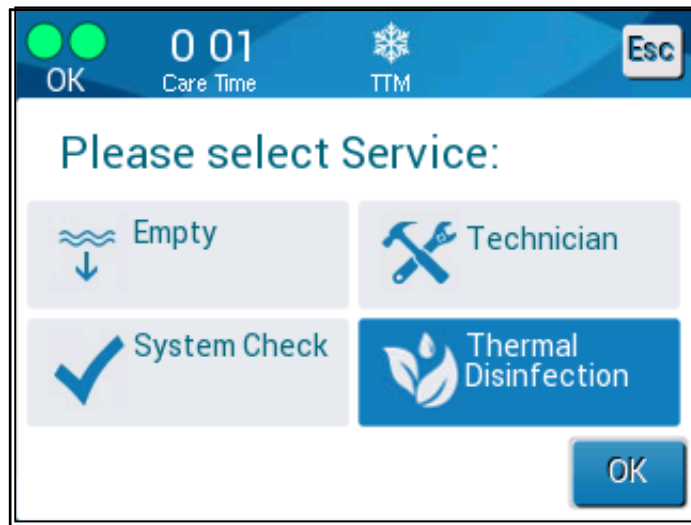 0 01
Esc
OK
Care Time
TTM
Please select Service:
Empty
Technician
System Check
Thermal
Disinfection
OK